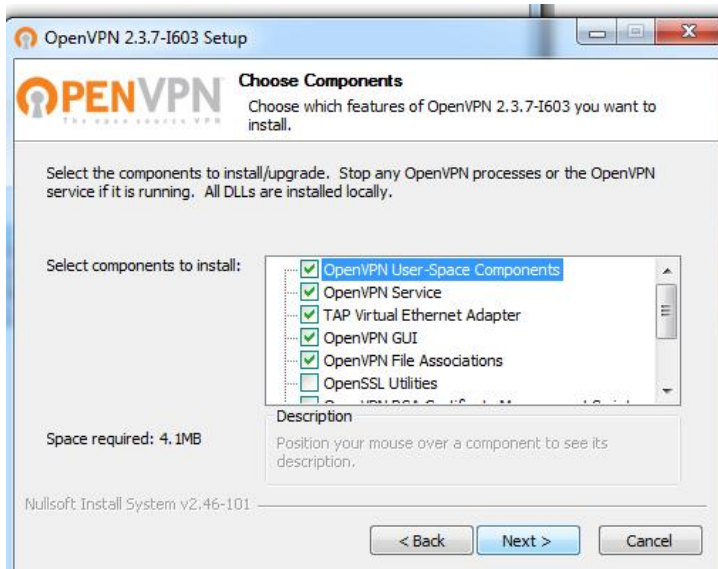 OpenVPN 2.3.7-I603 Setup
OPENVPN
The open source VPN
Choose Components
Choose which features of OpenVPN 2.3.7-I603 you want to
install.
Select the components to install/upgrade. Stop any OpenVPN processes or the OpenVPN
service if it is running. All DLLs are installed locally.
Select components to install:
OpenVPN User-Space Components
OpenVPN Service
TAP Virtual Ethernet Adapter
OpenVPN GUI
OpenVPN File Associations
OpenSSL Utilities
Space required: 4.1MB
Description
Position your mouse over a component to see its
description.
Nullsoft Install System v2.46-101
< Back
Next >
Cancel